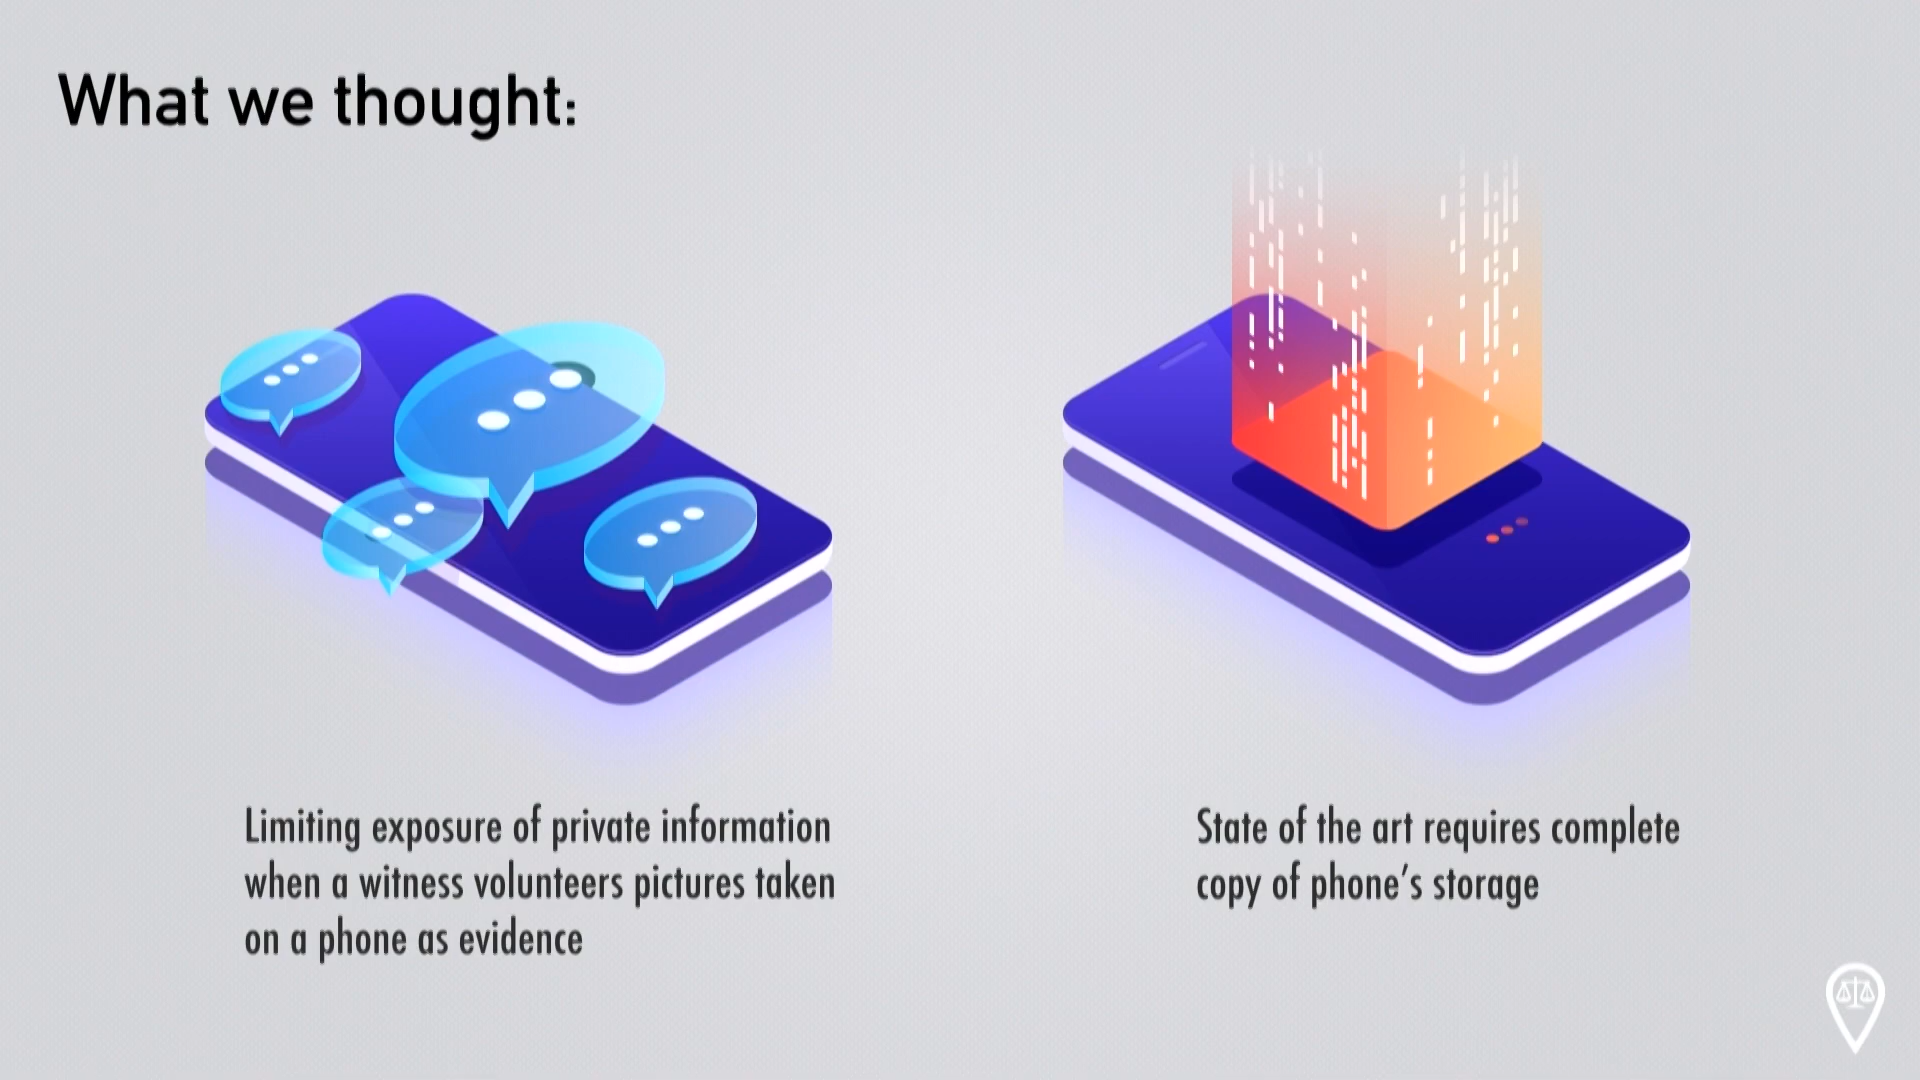 What we thought:
Limiting exposure of private information
when a witness volunteers pictures taken
on a phone as evidence
State of the art requires complete
copy of phone’s storage